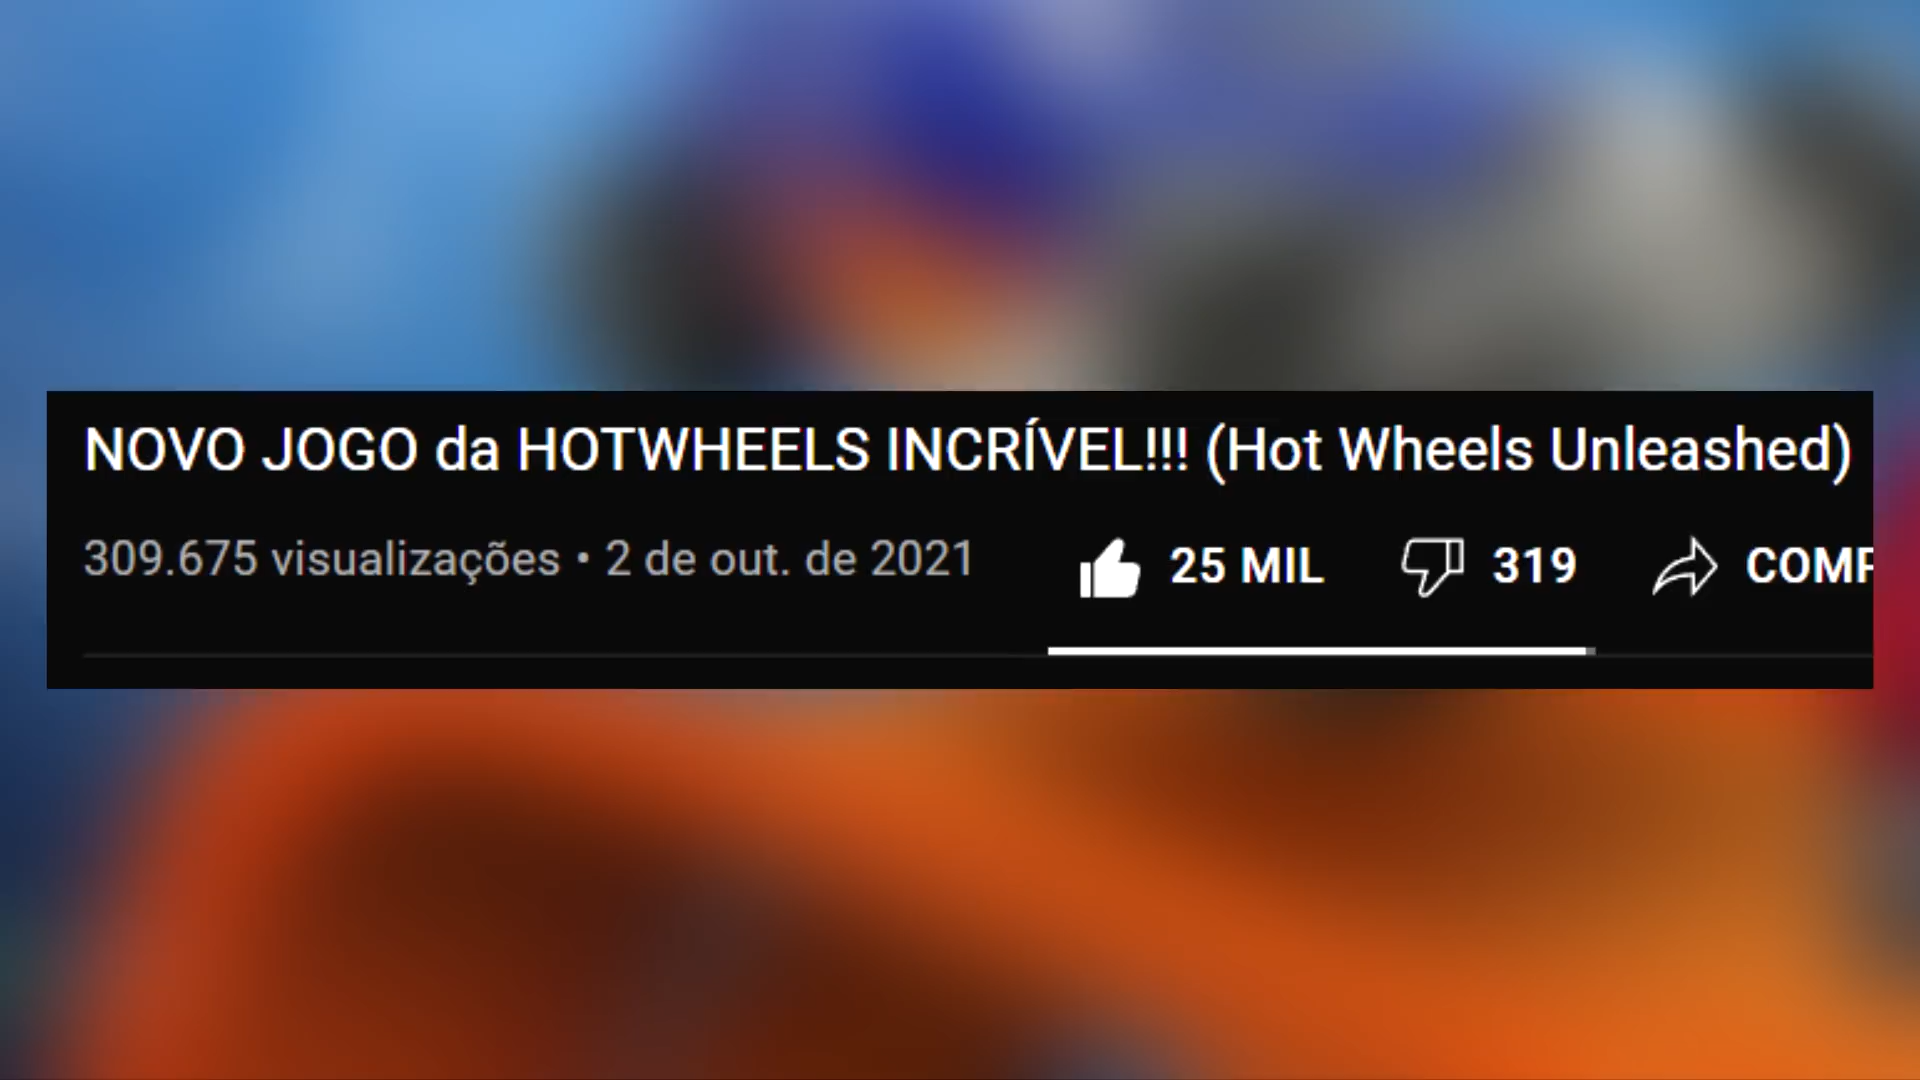 NOVO JOGO da HOTWHEELS INCRÍVEL!!! (Hot Wheels Unleashed)
309.675 visualizações • 2 de out. de 2021 25 MIL 319 COMP